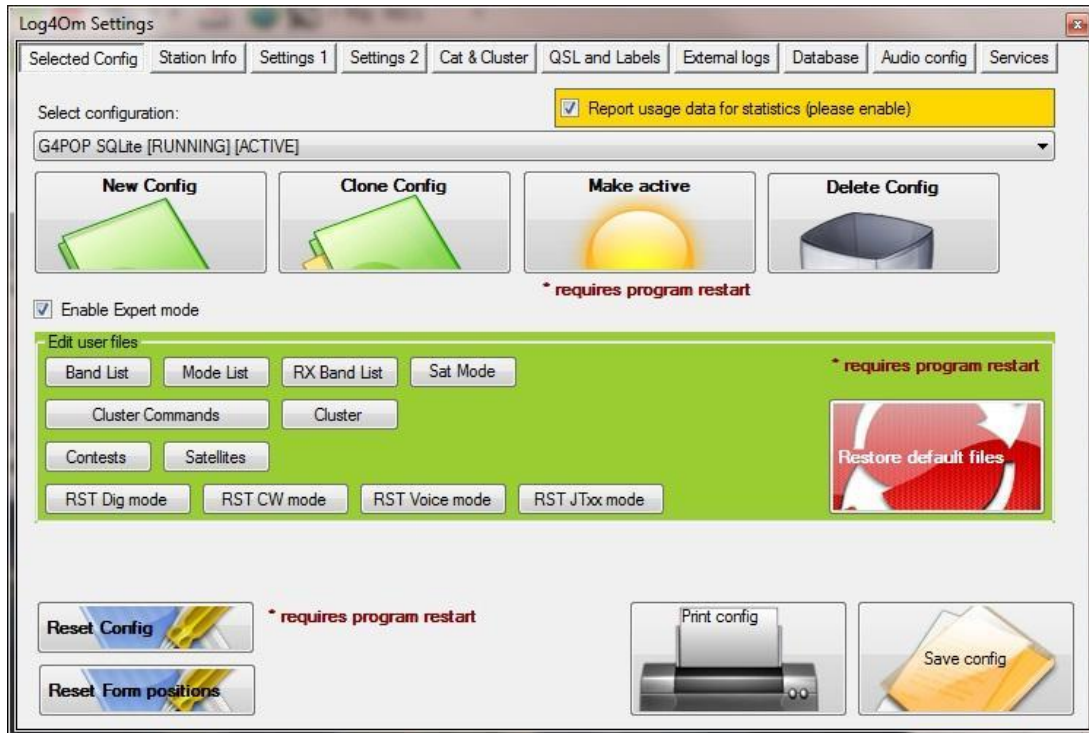 Log4Om Settings
Selected Config Station Info Settings 1 Settings 2 Cat & Cluster QSL and Labels External logs Database Audio config Services
Select configuration:
Report usage data for statistics (please enable)
G4POP SQLite [RUNNING] [ACTIVE]
New Config Clone Config Make active Delete Config
* requires program restart
Enable Expert mode
Edit user files
Band List Mode List RX Band List Sat Mode
* requires program restart
Cluster Commands Cluster
Contests Satellites
Restore default files
RST Dig mode RST CW mode RST Voice mode RST JTxx mode
Reset Config
* requires program restart
Print config
Save config
Reset Form positions